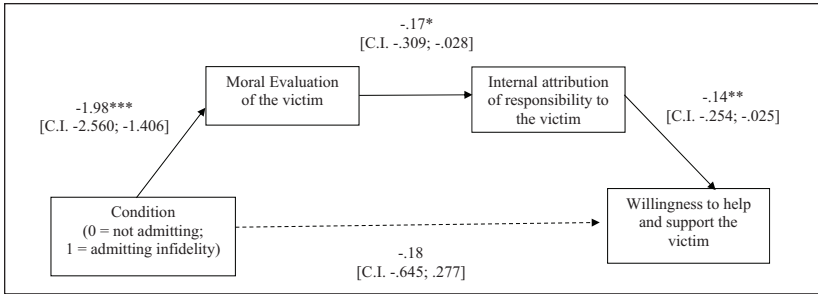 -.17*
[C.I. -.309; -.028]
Moral Evaluation
of the victim
Internal attribution
of responsibility to
the victim
-1.98***
[C.I. -2.560; -1.406]
-.14**
[C.I. -.254; -.025]
Condition
(0 = not admitting;
1 = admitting infidelity)
Willingness to help
and support the
victim
-.18
[C.I. -.645; .277]